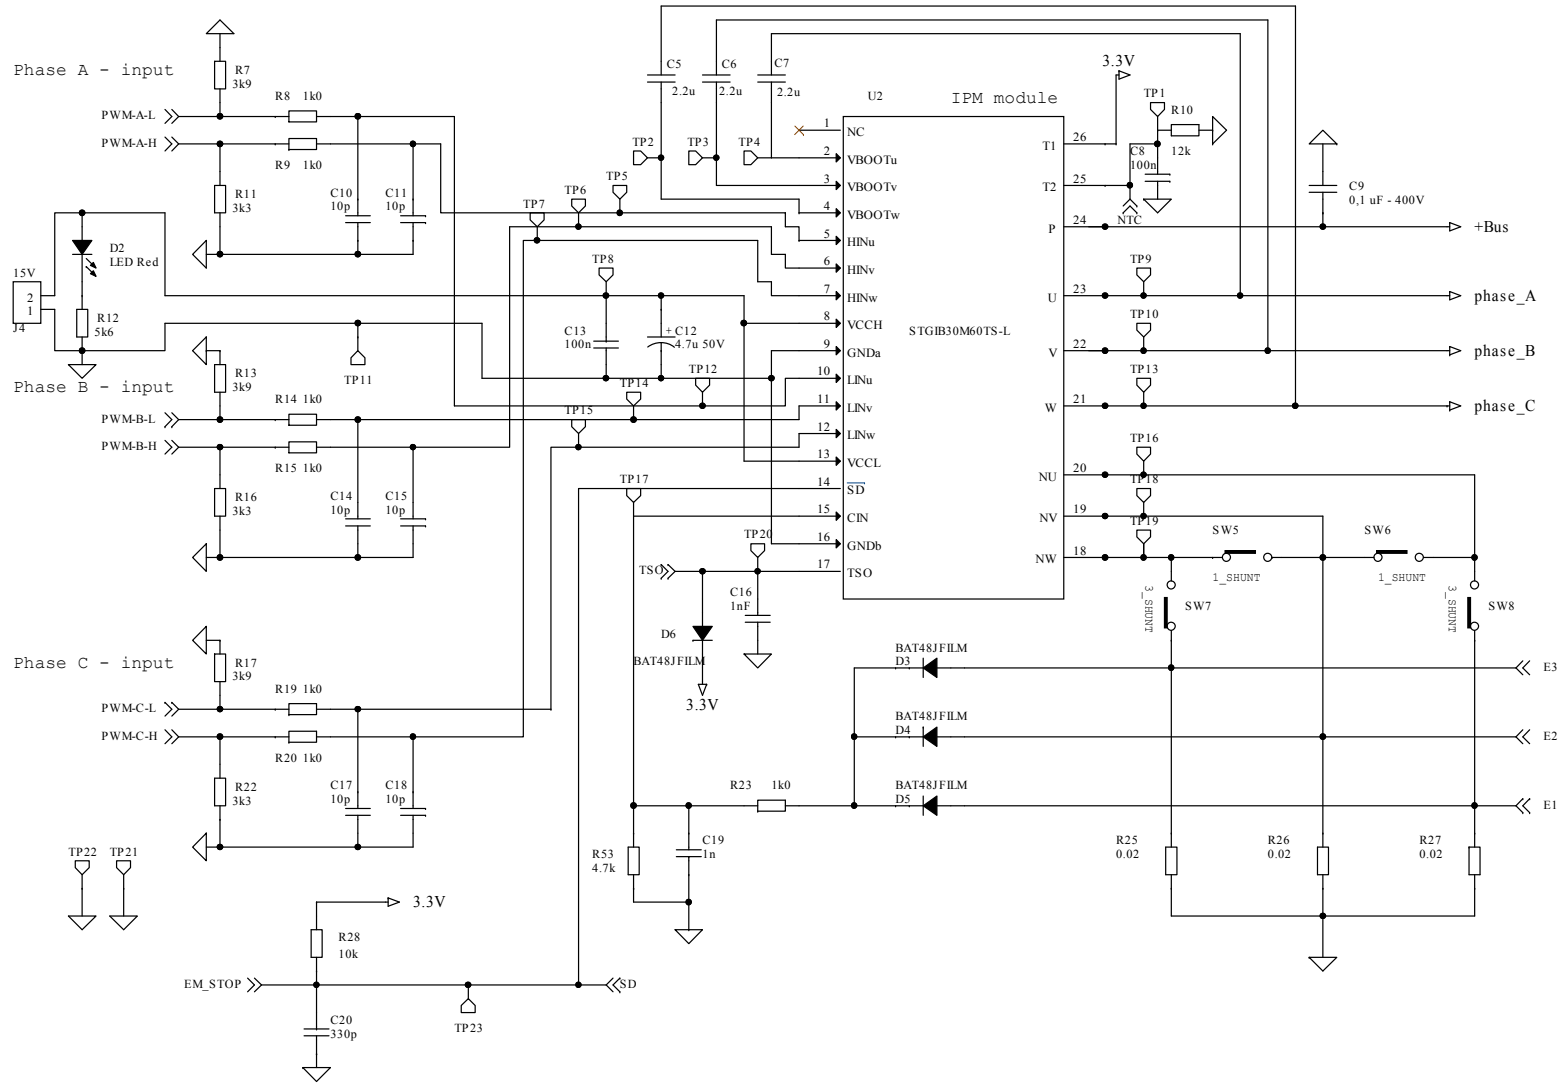 Phase A - input
R7
3k9
R8 1k0
PWM-A-L
PWM-A-H
R9 1k0
R11
3k3
C10
10p
C11
10p
D2
LED Red
15V
2
1
J4
R12
5k6
TP11
C5
2.2u
C6
2.2u
C7
2.2u
TP2
TP3
TP4
TP5
TP6
TP7
TP8
C13
100n
+
C12
4.7u 50V
TP12
TP14
TP15
U2
IPM module
STGIB30M60TS-L
1 NC
2 VBOOTu
3 VBOOTv
4 VBOOTw
5 HINu
6 HINv
7 HINw
8 VCCH
9 GNDa
10 LINu
11 LINv
12 LINw
13 VCCL
14 SD
15 CIN
16 GNDb
17 TSO
T1 26
T2 25
P 24
U 23
V 22
W 21
NU 20
NV 19
NW 18
3.3V
TP1
R10
12k
C8
100n
NTC
C9
0,1 uF - 400V
+Bus
TP9
phase_A
TP10
phase_B
TP13
phase_C
TP16
TP18
TP19
SW5
1_SHUNT
SW6
1_SHUNT
3_SHUNT
SW7
3_SHUNT
SW8
Phase B - input
R13
3k9
PWM-B-L
R14 1k0
PWM-B-H
R15 1k0
R16
3k3
C14
10p
C15
10p
TP17
TP20
TSO
C16
1nF
D6
BAT48JFILM
3.3V
Phase C - input
R17
3k9
PWM-C-L
R19 1k0
PWM-C-H
R20 1k0
R22
3k3
C17
10p
C18
10p
BAT48JFILM
D3
E3
BAT48JFILM
D4
E2
BAT48JFILM
D5
E1
R23 1k0
R53
4.7k
C19
1n
R25
0.02
R26
0.02
R27
0.02
TP22
TP21
3.3V
R28
10k
EM_STOP
SD
TP23
C20
330p